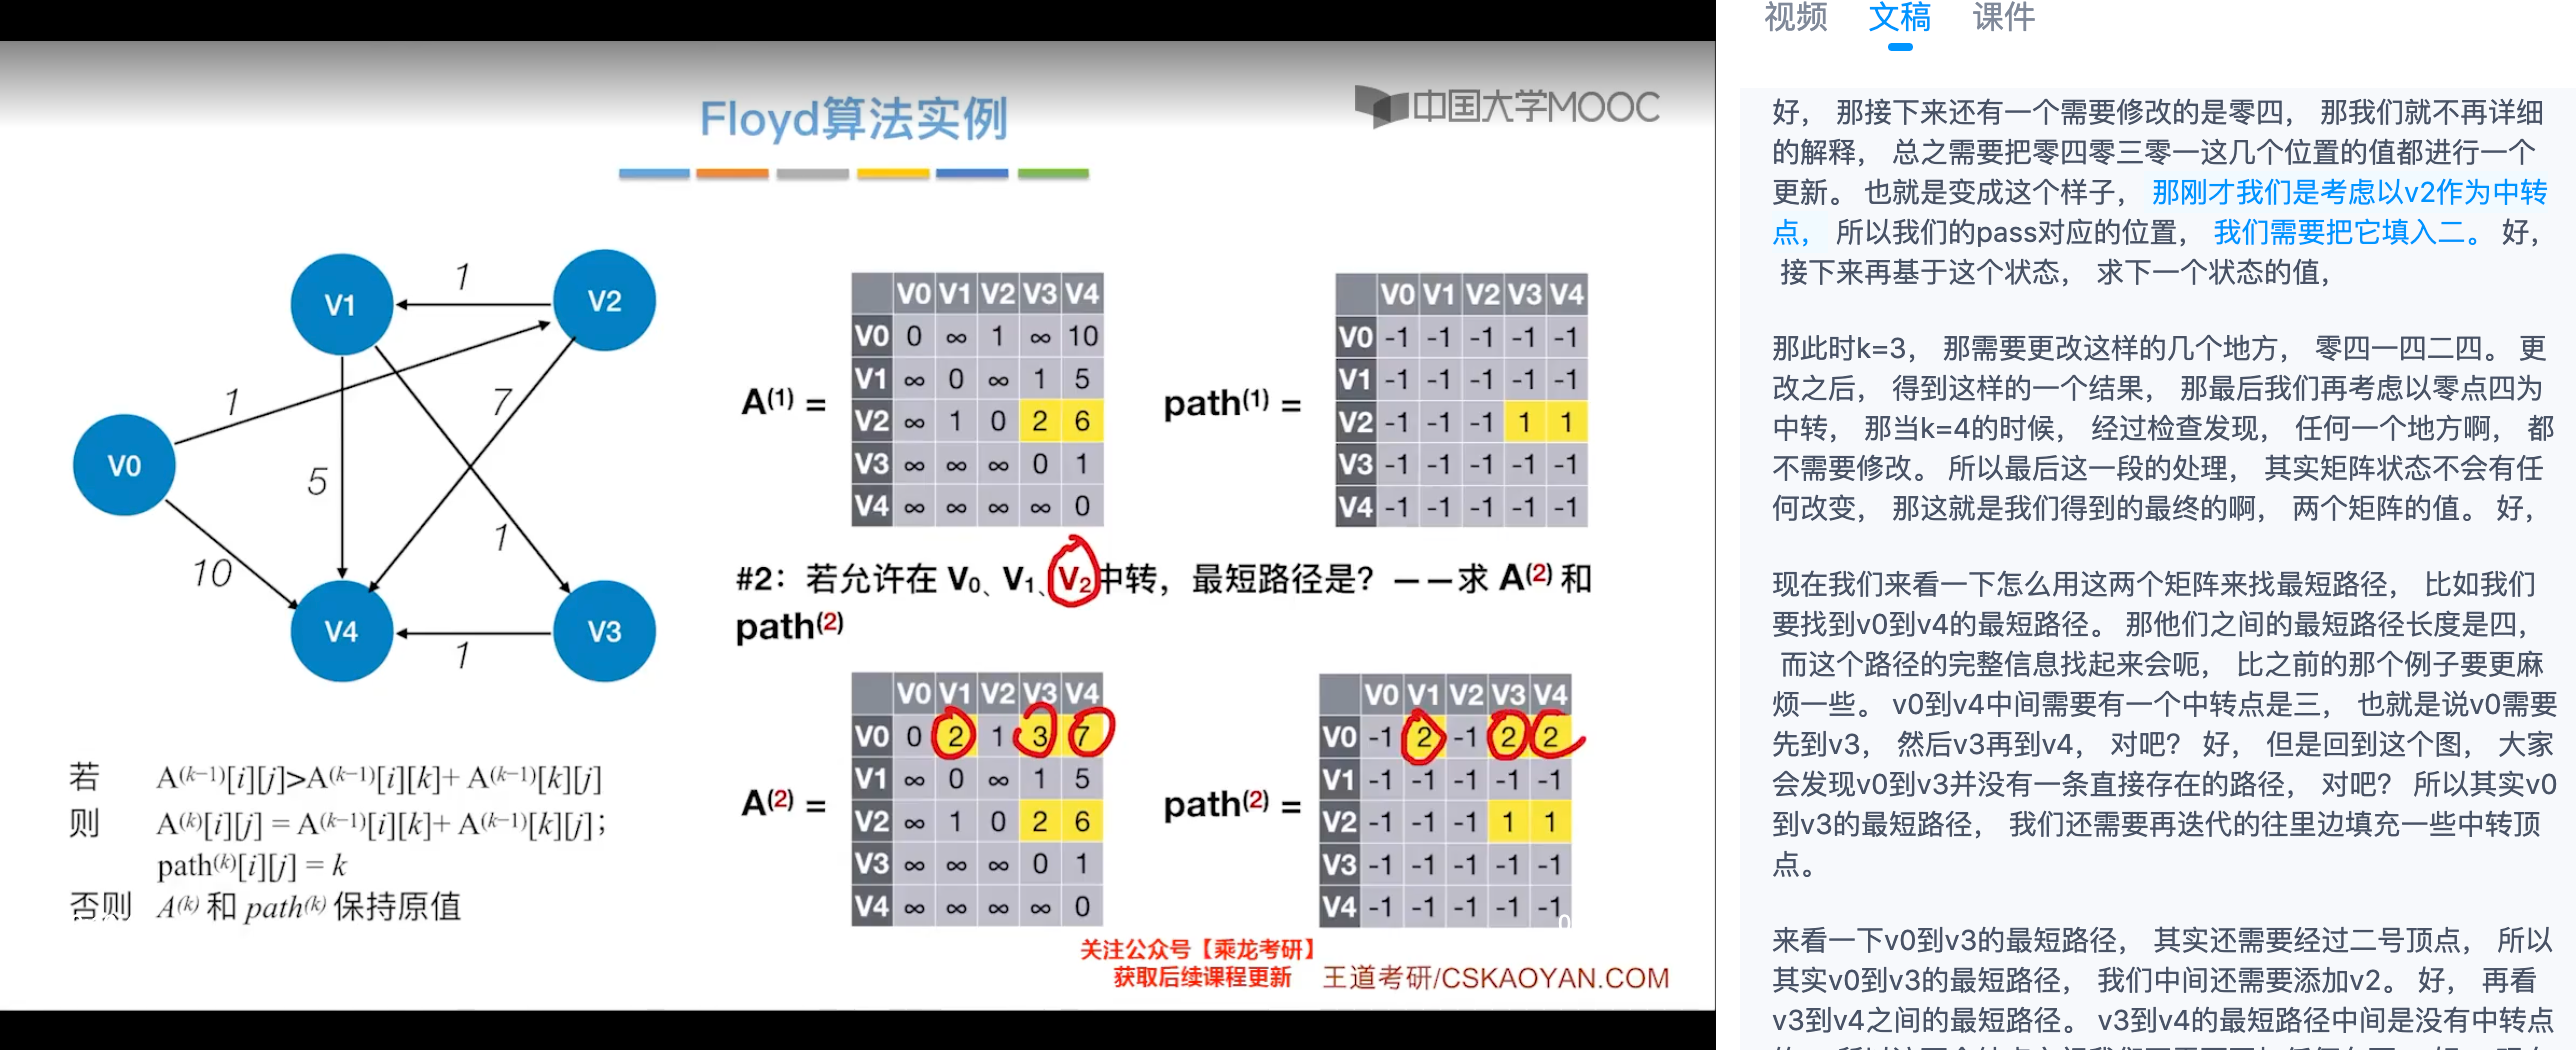 视频 文稿 课件
Floyd算法实例
中国大学MOOC
V1
V2
V0
V4
V3
1
1
7
5
1
10
1
A(1) =
V0 V1 V2 V3 V4
V0 0 ∞ 1 ∞ 10
V1 ∞ 0 ∞ 1 5
V2 ∞ 1 0 2 6
V3 ∞ ∞ ∞ 0 1
V4 ∞ ∞ ∞ ∞ 0
path(1) =
V0 V1 V2 V3 V4
V0 -1 -1 -1 -1 -1
V1 -1 -1 -1 -1 -1
V2 -1 -1 -1 1 1
V3 -1 -1 -1 -1 -1
V4 -1 -1 -1 -1 -1
#2：若允许在 V0、V1、V2中转，最短路径是？——求 A(2) 和
path(2)
A(2) =
V0 V1 V2 V3 V4
V0 0 2 1 3 7
V1 ∞ 0 ∞ 1 5
V2 ∞ 1 0 2 6
V3 ∞ ∞ ∞ 0 1
V4 ∞ ∞ ∞ ∞ 0
path(2) =
V0 V1 V2 V3 V4
V0 -1 2 -1 2 2
V1 -1 -1 -1 -1 -1
V2 -1 -1 -1 1 1
V3 -1 -1 -1 -1 -1
V4 -1 -1 -1 -1 -1
若 A(k−1)[i][j]>A(k−1)[i][k]+ A(k−1)[k][j]
则 A(k)[i][j] = A(k−1)[i][k]+ A(k−1)[k][j]；
path(k)[i][j] = k
否则 A(k) 和 path(k) 保持原值
关注公众号【乘龙考研】
获取后续课程更新
王道考研/CSKAOYAN.COM
好， 那接下来还有一个需要修改的是零四， 那我们就不再详细
的解释， 总之需要把零四零三零一这几个位置的值都进行一个
更新。 也就是变成这个样子， 那刚才我们是考虑以v2作为中转
点， 所以我们的pass对应的位置， 我们需要把它填入二。 好，
接下来再基于这个状态， 求下一个状态的值，
那此时k=3， 那需要更改这样的几个地方， 零四一四二四。 更
改之后， 得到这样的一个结果， 那最后我们再考虑以零点四为
中转， 那当k=4的时候， 经过检查发现， 任何一个地方啊， 都
不需要修改。 所以最后这一段的处理， 其实矩阵状态不会有任
何改变， 那这就是我们得到的最终的啊， 两个矩阵的值。 好，
现在我们来看一下怎么用这两个矩阵来找最短路径， 比如我们
要找到v0到v4的最短路径。 那他们之间的最短路径长度是四，
而这个路径的完整信息找起来会呃， 比之前的那个例子要更麻
烦一些。 v0到v4中间需要有一个中转点是三， 也就是说v0需要
先到v3， 然后v3再到v4， 对吧？ 好， 但是回到这个图， 大家
会发现v0到v3并没有一条直接存在的路径， 对吧？ 所以其实v0
到v3的最短路径， 我们还需要再迭代的往里边填充一些中转顶
点。
来看一下v0到v3的最短路径， 其实还需要经过二号顶点， 所以
其实v0到v3的最短路径， 我们中间还需要添加v2。 好， 再看
v3到v4之间的最短路径。 v3到v4的最短路径中间是没有中转点